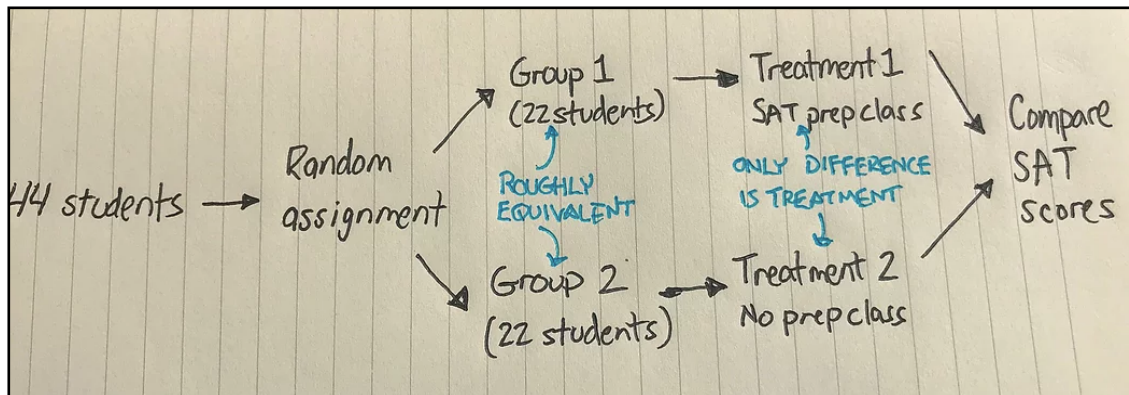 44 students
Random
assignment
Group 1
(22 students)
ROUGHLY
EQUIVALENT
Group 2
(22 students)
Treatment 1
SAT prep class
ONLY DIFFERENCE
IS TREATMENT
Treatment 2
No prep class
Compare
SAT
scores